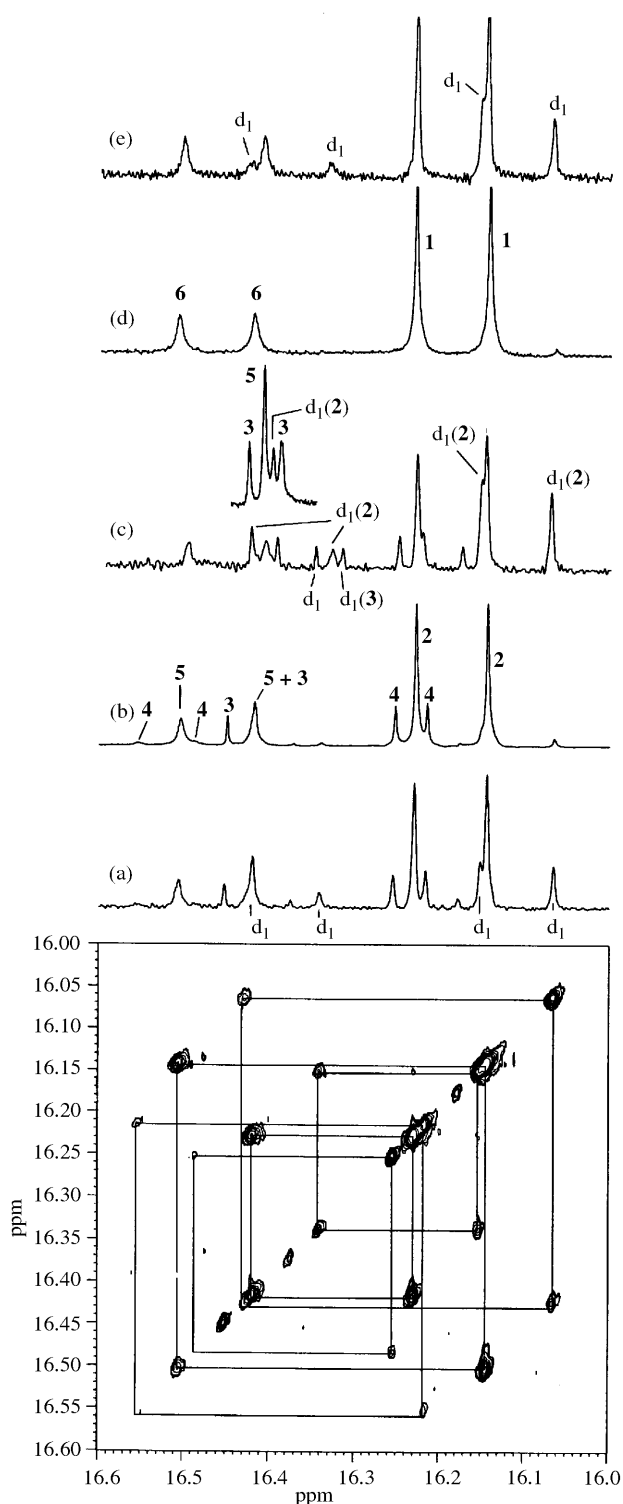 d1
d1
d1
d1
(e)
1
1
6
6
(d)
5
d1(2)
3
3
d1(2)
d1(2)
d1(2)
(c)
d1
d1(3)
2
2
5
5 + 3
4
4
3
4
4
(b)
(a)
d1
d1
d1
d1
16.00
16.05
16.10
16.15
16.20
16.25
16.30
16.35
16.40
16.45
16.50
16.55
16.60
ppm
16.6
16.5
16.4
16.3
16.2
16.1
16.0
ppm